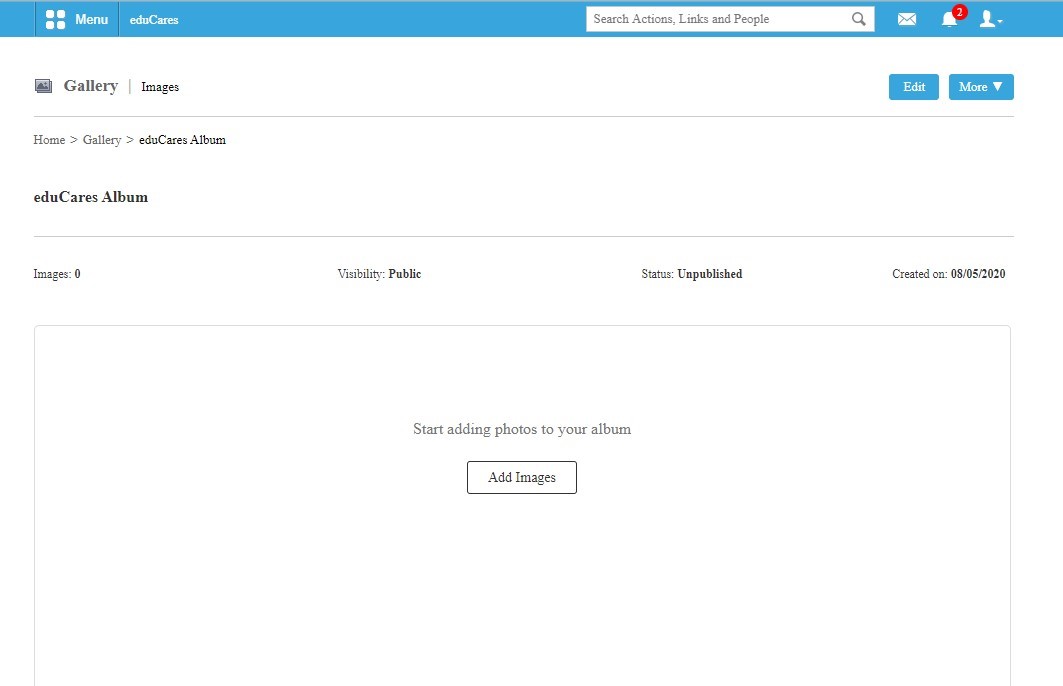 Menu eduCares Search Actions, Links and People 2
Gallery | Images Edit More ▼
Home > Gallery > eduCares Album
eduCares Album
Images: 0 Visibility: Public Status: Unpublished Created on: 08/05/2020
Start adding photos to your album
Add Images